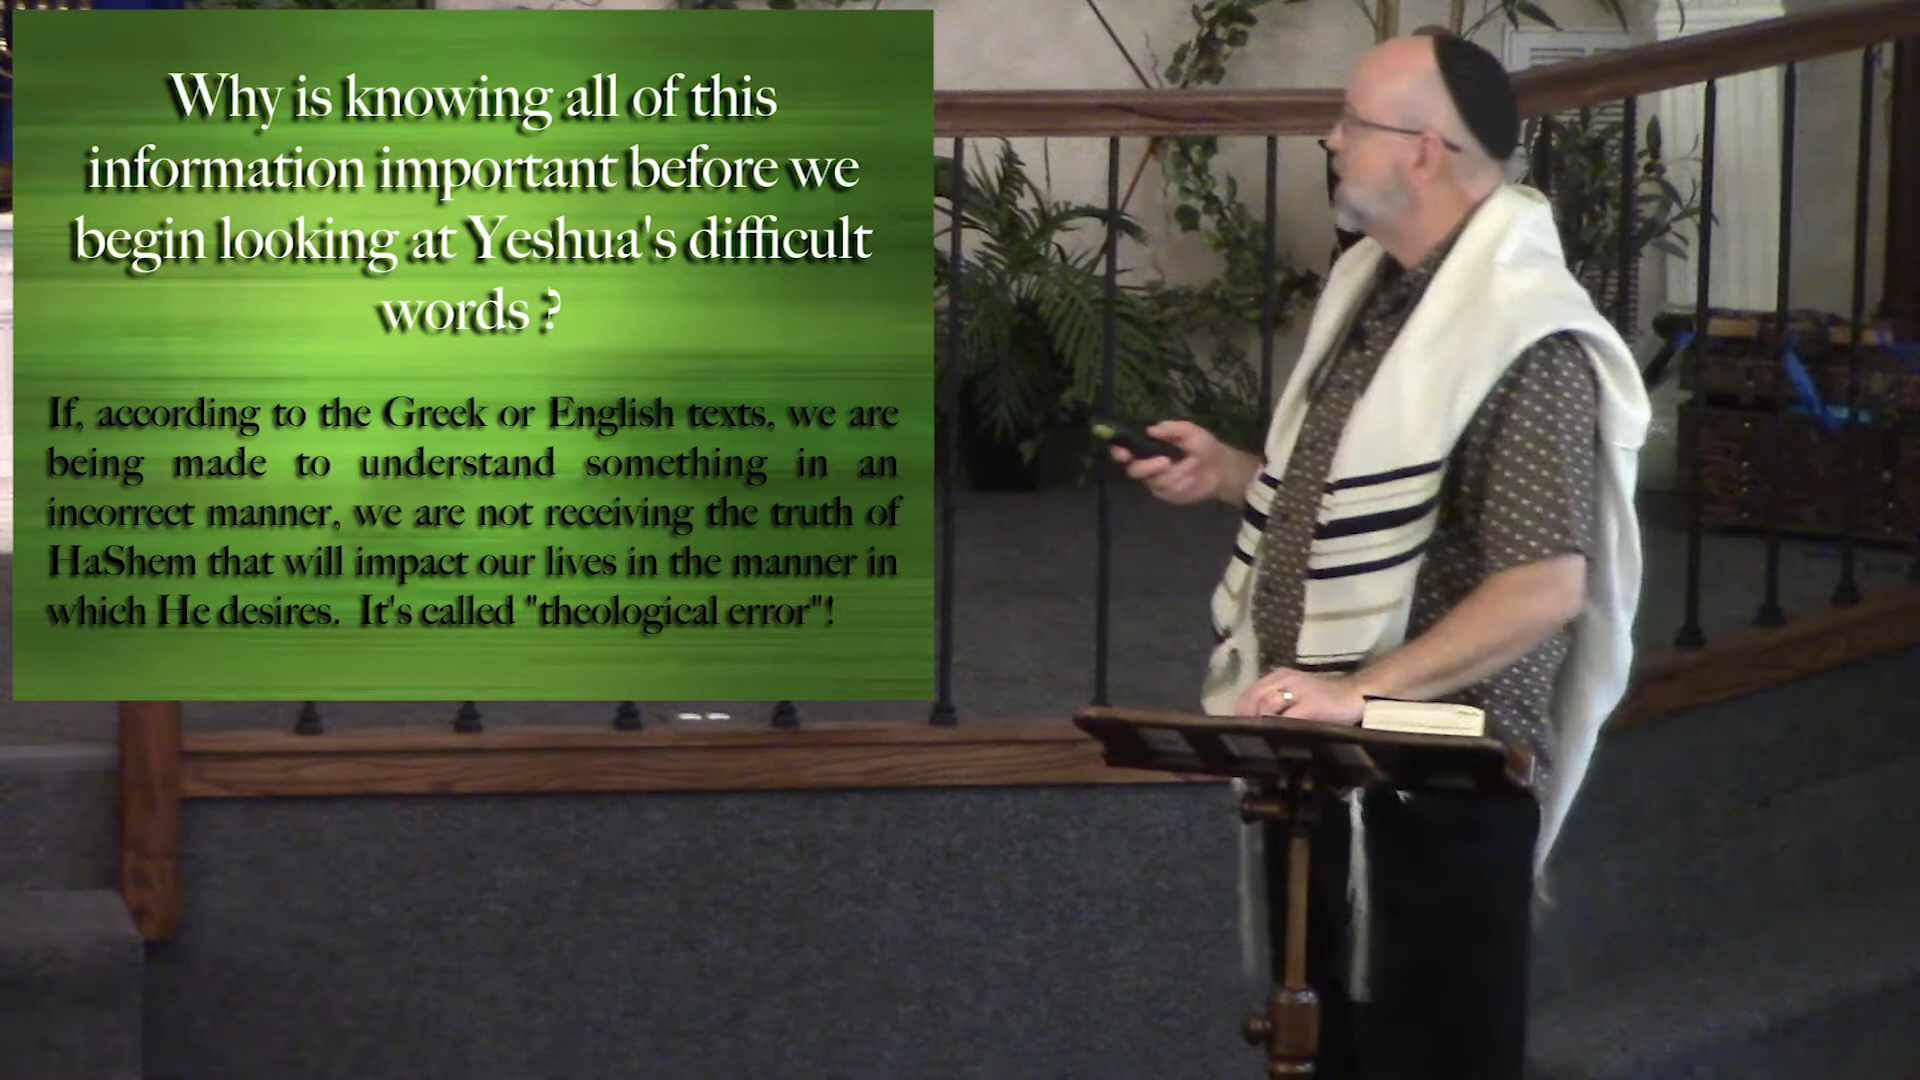 Why is knowing all of this
information important before we
begin looking at Yeshua's difficult
words ?
If, according to the Greek or English texts, we are
being made to understand something in an
incorrect manner, we are not receiving the truth of
HaShem that will impact our lives in the manner in
which He desires. It's called "theological error"!